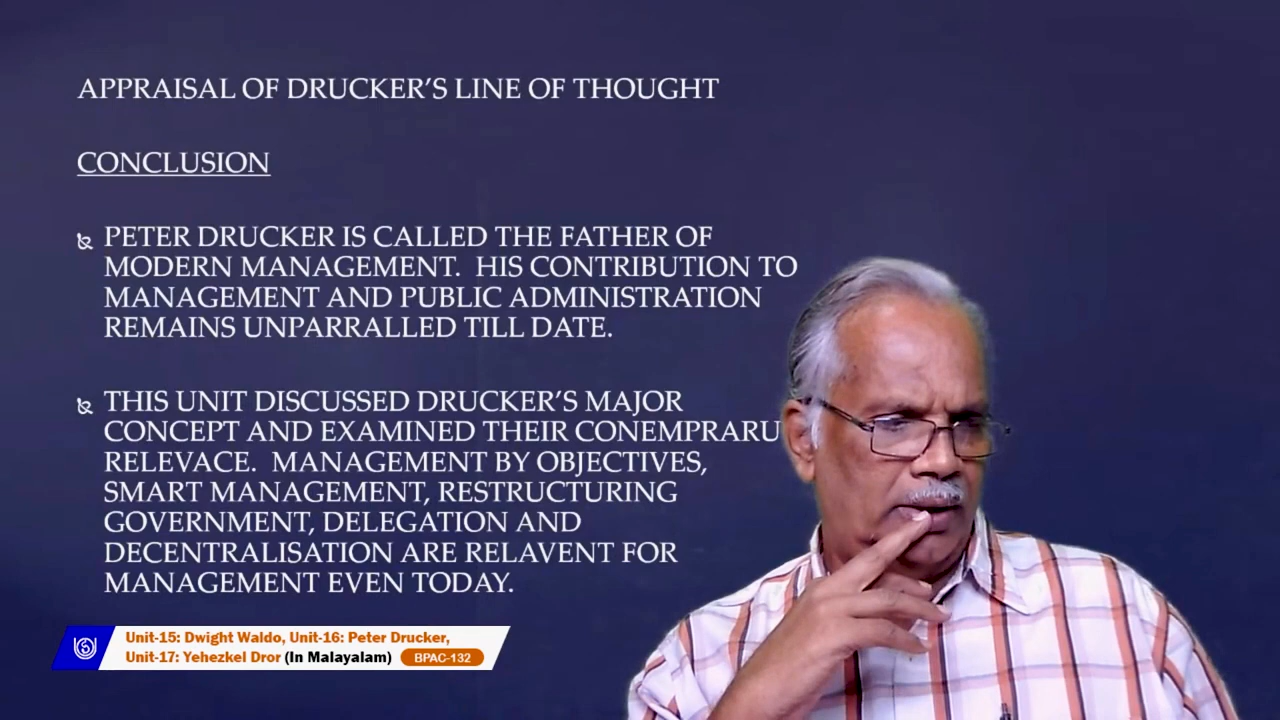 APPRAISAL OF DRUCKER'S LINE OF THOUGHT
CONCLUSION
PETER DRUCKER IS CALLED THE FATHER OF
MODERN MANAGEMENT. HIS CONTRIBUTION TO
MANAGEMENT AND PUBLIC ADMINISTRATION
REMAINS UNPARRALLED TILL DATE.
THIS UNIT DISCUSSED DRUCKER'S MAJOR
CONCEPT AND EXAMINED THEIR CONEMPRARU
RELEVACE. MANAGEMENT BY OBJECTIVES,
SMART MANAGEMENT, RESTRUCTURING
GOVERNMENT, DELEGATION AND
DECENTRALISATION ARE RELAVENT FOR
MANAGEMENT EVEN TODAY.
Unit-15: Dwight Waldo, Unit-16: Peter Drucker,
Unit-17: Yehezkel Dror (In Malayalam) BPAC-132